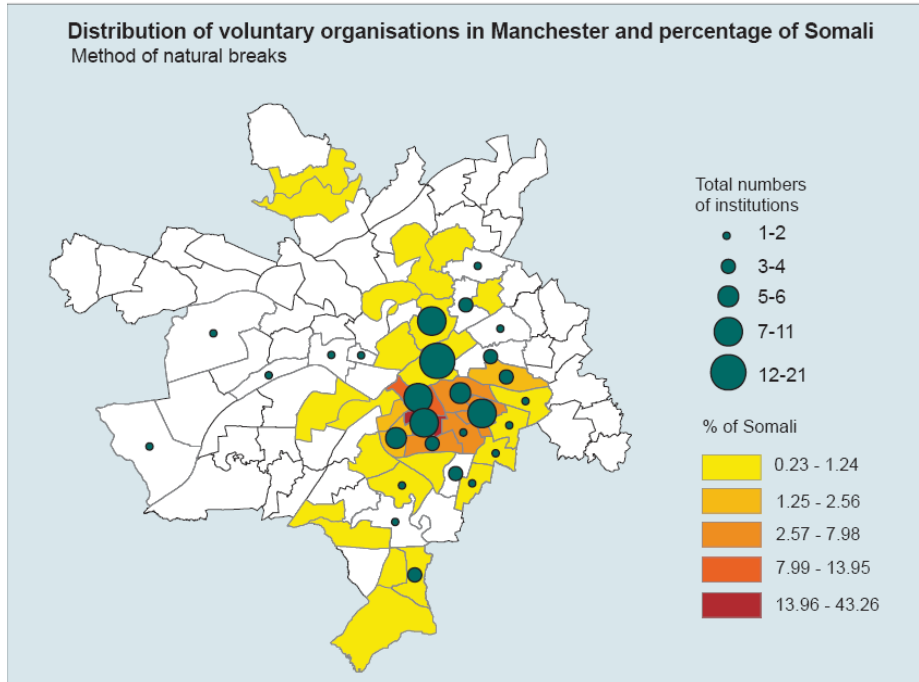 Distribution of voluntary organisations in Manchester and percentage of Somali
Method of natural breaks
Total numbers
of institutions
1-2
3-4
5-6
7-11
12-21
% of Somali
0.23 - 1.24
1.25 - 2.56
2.57 - 7.98
7.99 - 13.95
13.96 - 43.26